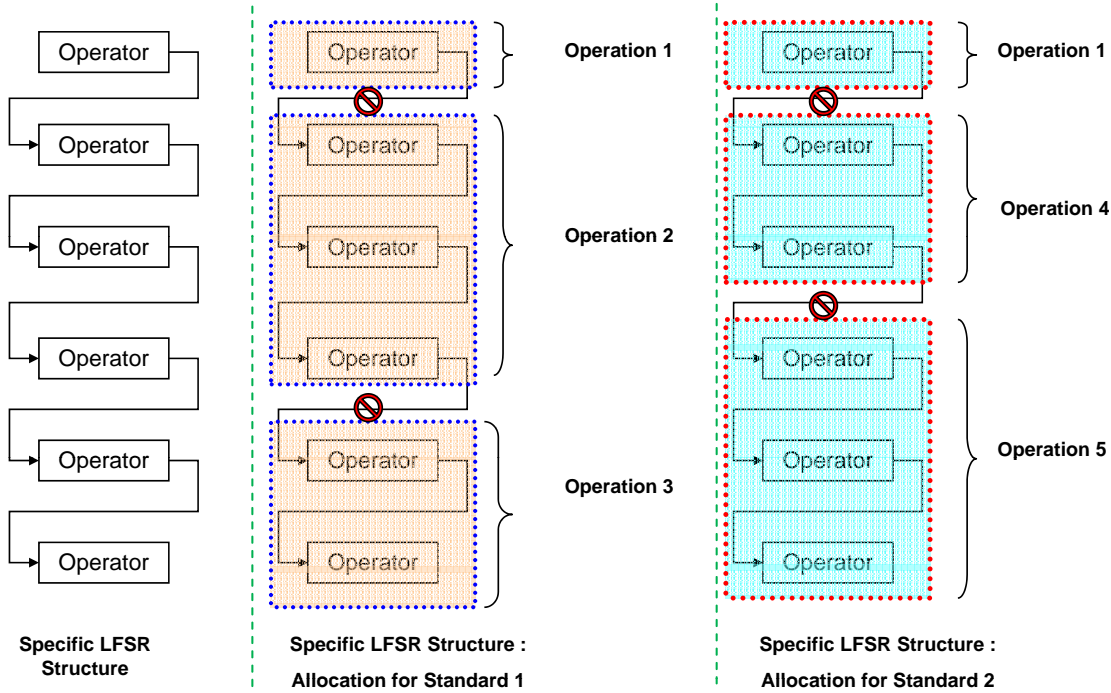 Operator
Operator
Operator
Operator
Operator
Operator
Specific LFSR
Structure
Operator
Operation 1
Operator
Operator
Operation 2
Operator
Operator
Operation 3
Operator
Specific LFSR Structure :
Allocation for Standard 1
Operator
Operation 1
Operator
Operation 4
Operator
Operator
Operator
Operation 5
Operator
Specific LFSR Structure :
Allocation for Standard 2